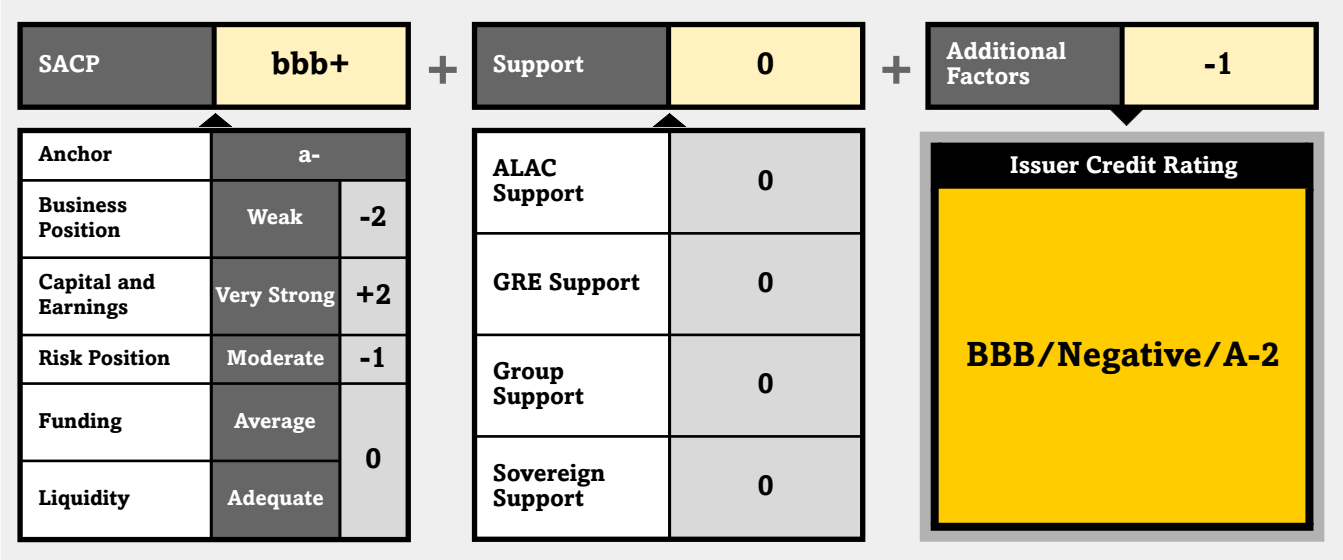 SACP
bbb+
+
Support
0
+
Additional
Factors
-1
Anchor
a-
Business
Position
Weak
-2
Capital and
Earnings
Very Strong
+2
Risk Position
Moderate
-1
Funding
Average
0
Liquidity
Adequate
ALAC
Support
0
GRE Support
0
Group
Support
0
Sovereign
Support
0
Issuer Credit Rating
BBB/Negative/A-2